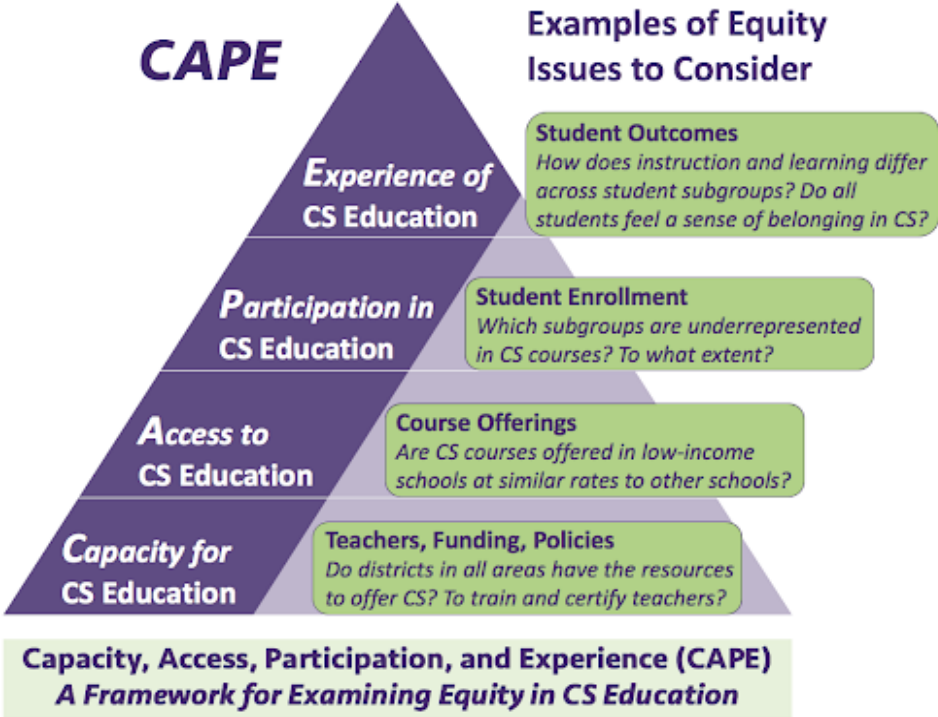 CAPE
Examples of Equity
Issues to Consider
Experience of
CS Education
Student Outcomes
How does instruction and learning differ
across student subgroups? Do all
students feel a sense of belonging in CS?
Participation in
CS Education
Student Enrollment
Which subgroups are underrepresented
in CS courses? To what extent?
Access to
CS Education
Course Offerings
Are CS courses offered in low-income
schools at similar rates to other schools?
Capacity for
CS Education
Teachers, Funding, Policies
Do districts in all areas have the resources
to offer CS? To train and certify teachers?
Capacity, Access, Participation, and Experience (CAPE)
A Framework for Examining Equity in CS Education